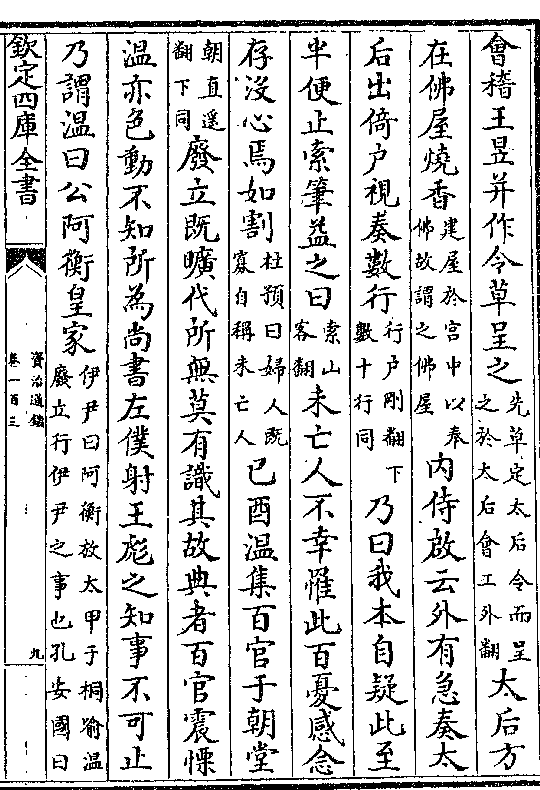 會稽王昱并作令草呈之先草定太后令而呈之於太后會工外翻太后方
在佛屋燒香建屋於宫中以奉佛故謂之佛屋内侍啟云外有急奏太
后出倚户視奏數行行户剛翻下數十行同乃曰我本自疑此至
半便止索筆益之曰索山客翻未亡人不幸罹此百憂感念
存沒心焉如割杜預曰婦人既寡自稱未亡人已酉温集百官于朝堂
朝直遥翻下同廢立既曠代所無莫有識其故典者百官震慄
温亦色動不知所為尚書左僕射王彪之知事不可止
乃謂温曰公阿衡皇家伊尹曰阿衡放太甲于桐喻温廢立行伊尹之事也孔安國曰
欽定四庫全書
資治通鑑
卷一百三
九